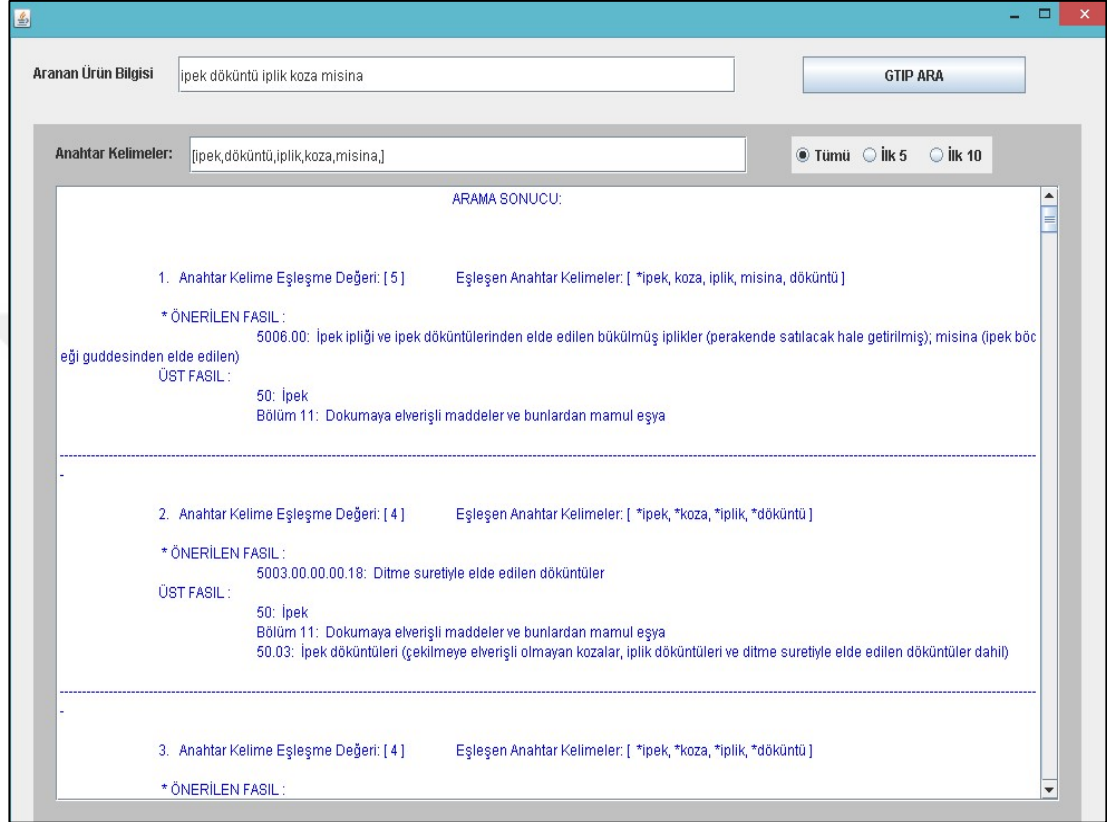 Aranan Ürün Bilgisi
ipek döküntü iplik koza misina
GTIP ARA
Anahtar Kelimeler:
[ipek,döküntü,iplik,koza,misina,]
Tümü İlk 5 İlk 10
ARAMA SONUCU:
1. Anahtar Kelime Eşleşme Değeri: [ 5 ] Eşleşen Anahtar Kelimeler: [ *ipek, koza, iplik, misina, döküntü ]
* ÖNERİLEN FASIL :
5006.00: İpek ipliği ve ipek döküntülerinden elde edilen bükülmüş iplikler (perakende satılacak hale getirilmiş); misina (ipek böc
eği guddesinden elde edilen)
ÜST FASIL :
50: İpek
Bölüm 11: Dokumaya elverişli maddeler ve bunlardan mamul eşya
-
2. Anahtar Kelime Eşleşme Değeri: [ 4 ] Eşleşen Anahtar Kelimeler: [ *ipek, *koza, *iplik, *döküntü ]
* ÖNERİLEN FASIL :
5003.00.00.00.18: Ditme suretiyle elde edilen döküntüler
ÜST FASIL :
50: İpek
Bölüm 11: Dokumaya elverişli maddeler ve bunlardan mamul eşya
50.03: İpek döküntüleri (çekilmeye elverişli olmayan kozalar, iplik döküntüleri ve ditme suretiyle elde edilen döküntüler dahil)
-
3. Anahtar Kelime Eşleşme Değeri: [ 4 ] Eşleşen Anahtar Kelimeler: [ *ipek, *koza, *iplik, *döküntü ]
* ÖNERİLEN FASIL :